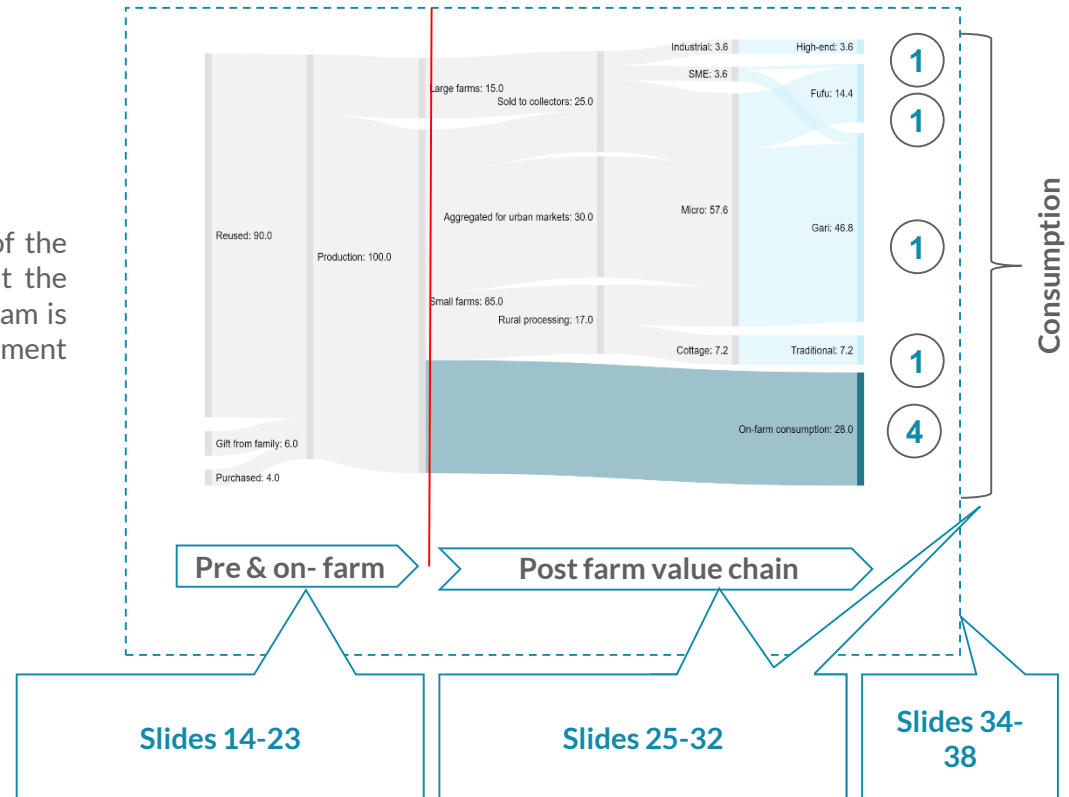 of the
t the
am is
ment
Reused: 90.0
Gift from family: 6.0
Purchased: 4.0
Production: 100.0
Large farms: 15.0
Small farms: 85.0
Sold to collectors: 25.0
Aggregated for urban markets: 30.0
Rural processing: 17.0
Industrial: 3.6
SME: 3.6
Micro: 57.6
Cottage: 7.2
High-end: 3.6
Fufu: 14.4
Gari: 46.8
Traditional: 7.2
On-farm consumption: 28.0
1
1
1
1
4
Consumption
Pre & on- farm
Post farm value chain
Slides 14-23
Slides 25-32
Slides 34-
38